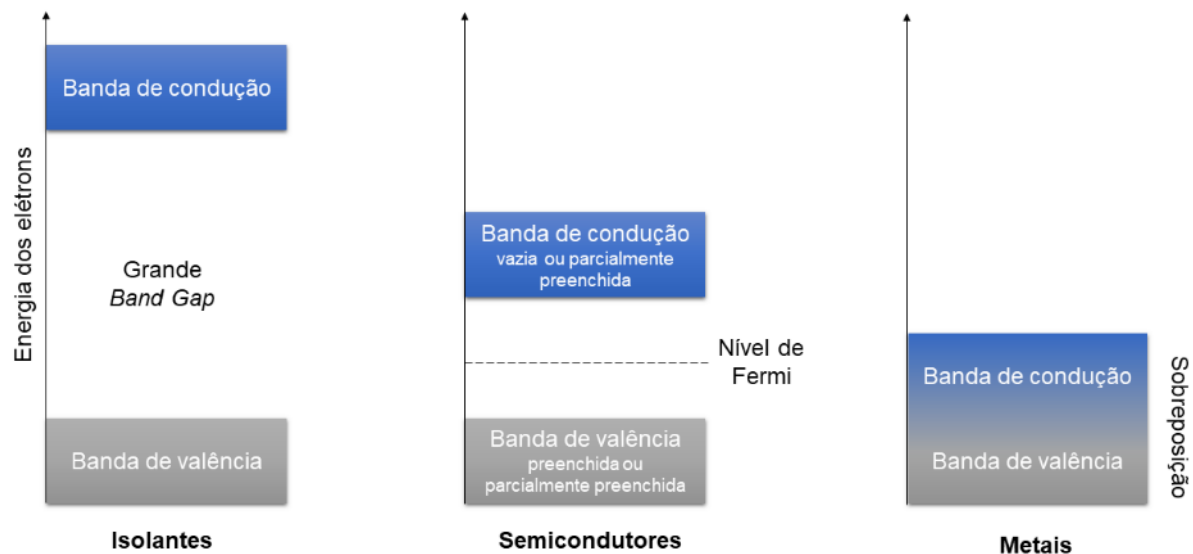 Energia dos elétrons
Banda de condução
Grande
Band Gap
Banda de valência
Isolantes
Banda de condução
vazia ou parcialmente
preenchida
Nível de
Fermi
Banda de valência
preenchida ou
parcialmente preenchida
Semicondutores
Banda de condução
Banda de valência
Sobreposição
Metais